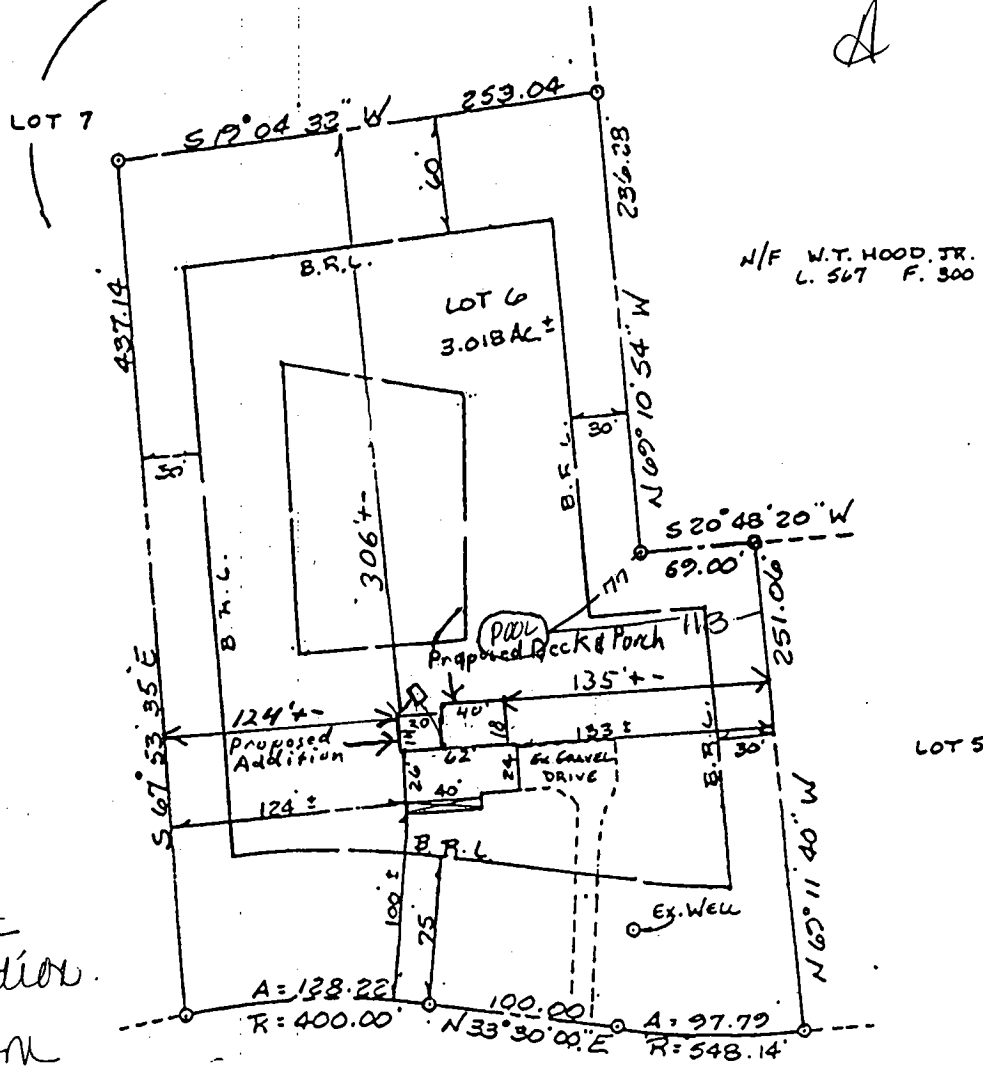 LOT 7
S 19° 04' 32" W
253.04'
60'
236.28'
437.14'
B.R.L.
N/F W.T. HOOD, JR.
L. 567 F. 300
LOT 6
3.018 AC ±
30'
B.R.L.
N 69° 10' 54" W
306'+-
S 20° 48' 20" W
69.00'
77
251.06'
B.R.L.
POOL
113
Proposed Deck & Porch
135'+-
S 67° 53' 35" E
124'+-
20
40'
18
Proposed
Addition
62'
133±
30'
LOT 5
Ex. GRAVEL
DRIVE
26'
24
40'
124'±
B.R.L.
B.R.L.
100'±
75
Ex. WELL
N 69° 11' 40" W
A = 128.22'
R = 400.00'
100.00'
N 33° 30' 00" E
A = 97.79
R = 548.14'